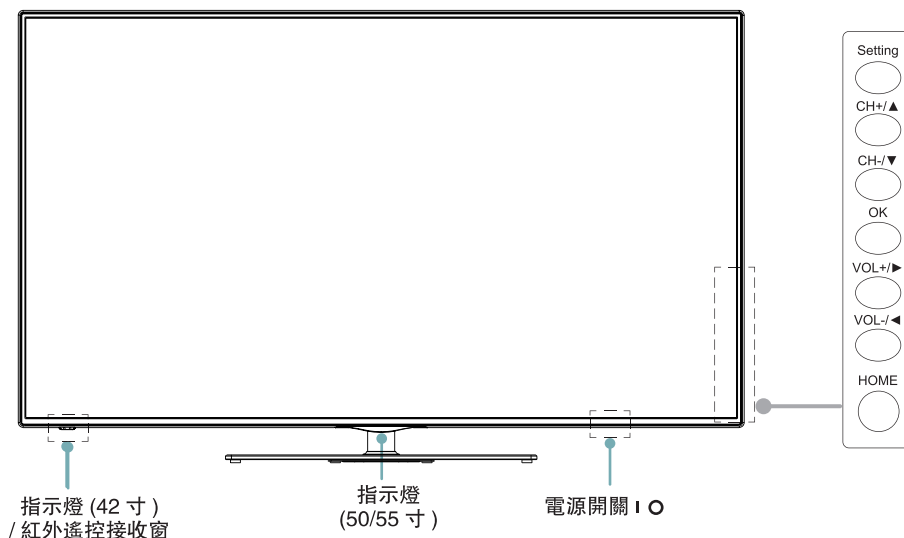 Setting
CH+/▲
CH-/▼
OK
VOL+/►
VOL-/◄
HOME
指示燈 (42 寸 )
/ 紅外遙控接收窗
指示燈
(50/55 寸 )
電源開關 I O